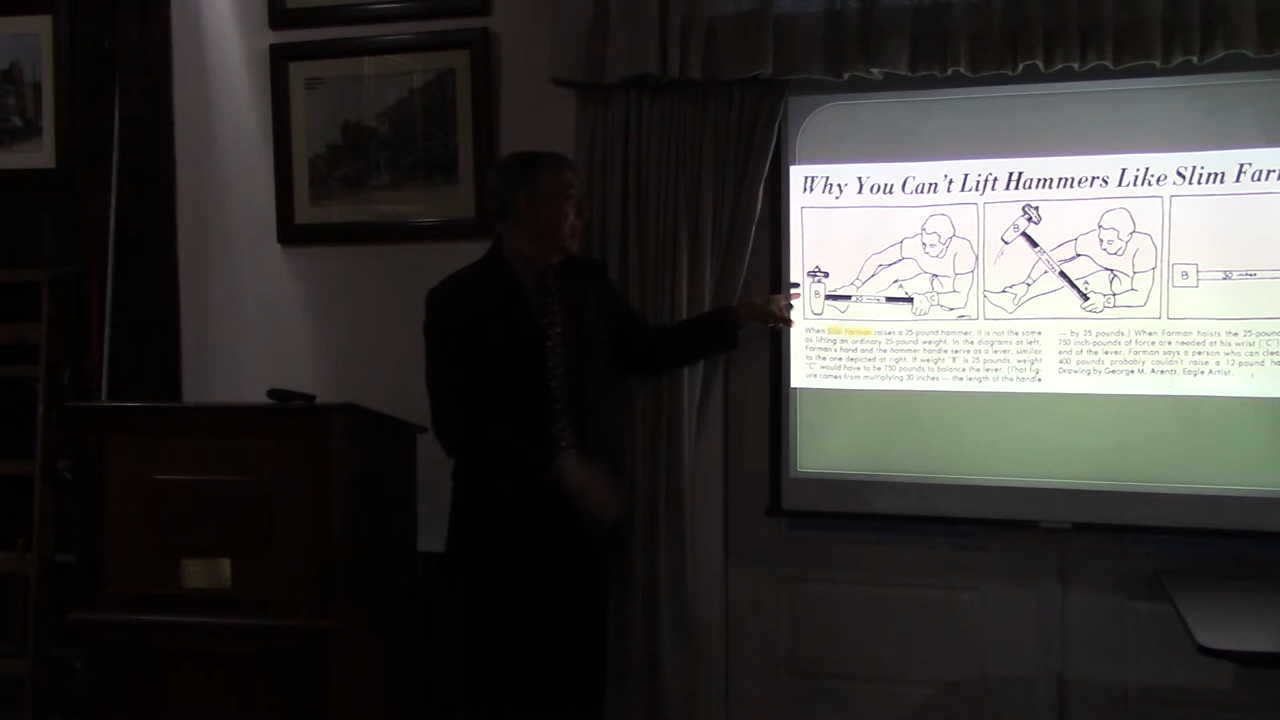 Why You Can't Lift Hammers Like Slim Far
B
30 inches
A
C
B
30 inches
A
C
B
30 inches
When Slim Farman raises a 25-pound hammer, it is not the same
as lifting an ordinary 25-pound weight. In the diagrams at left,
Farman's hand and the hammer handle serve as a lever, similar
to the one depicted at right. If weight "B" is 25 pounds, weight
"C" would have to be 750 pounds to balance the lever. (That fig-
ure comes from multiplying 30 inches — the length of the handle
— by 25 pounds.) When Farman hoists the 25-pound
750 inch-pounds of force are needed at his wrist ("C")
end of the lever. Farman says a person who can
400 pounds probably couldn't raise a 12-pound
Drawing by George M. Arentz, Eagle Artist.